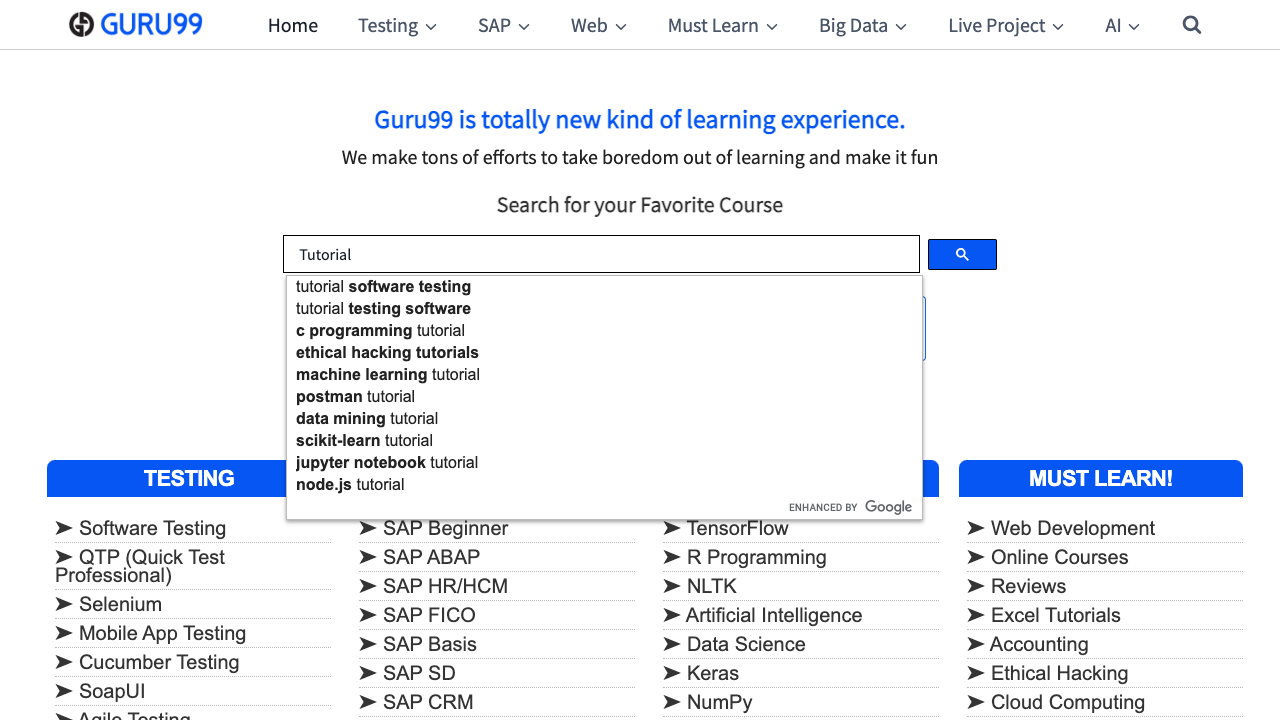 GURU99 Home Testing SAP Web Must Learn Big Data Live Project AI
Guru99 is totally new kind of learning experience.
We make tons of efforts to take boredom out of learning and make it fun
Search for your Favorite Course
Tutorial
tutorial software testing
tutorial testing software
c programming tutorial
ethical hacking tutorials
machine learning tutorial
postman tutorial
data mining tutorial
scikit-learn tutorial
jupyter notebook tutorial
node.js tutorial
ENHANCED BY Google
TESTING
➤ Software Testing
➤ QTP (Quick Test
Professional)
➤ Selenium
➤ Mobile App Testing
➤ Cucumber Testing
➤ SoapUI
➤ Agile Testing
➤ SAP Beginner
➤ SAP ABAP
➤ SAP HR/HCM
➤ SAP FICO
➤ SAP Basis
➤ SAP SD
➤ SAP CRM
➤ TensorFlow
➤ R Programming
➤ NLTK
➤ Artificial Intelligence
➤ Data Science
➤ Keras
➤ NumPy
MUST LEARN!
➤ Web Development
➤ Online Courses
➤ Reviews
➤ Excel Tutorials
➤ Accounting
➤ Ethical Hacking
➤ Cloud Computing